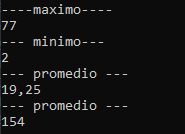 ----maximo----
77
--- minimo---
2
--- promedio ---
19,25
--- promedio ---
154